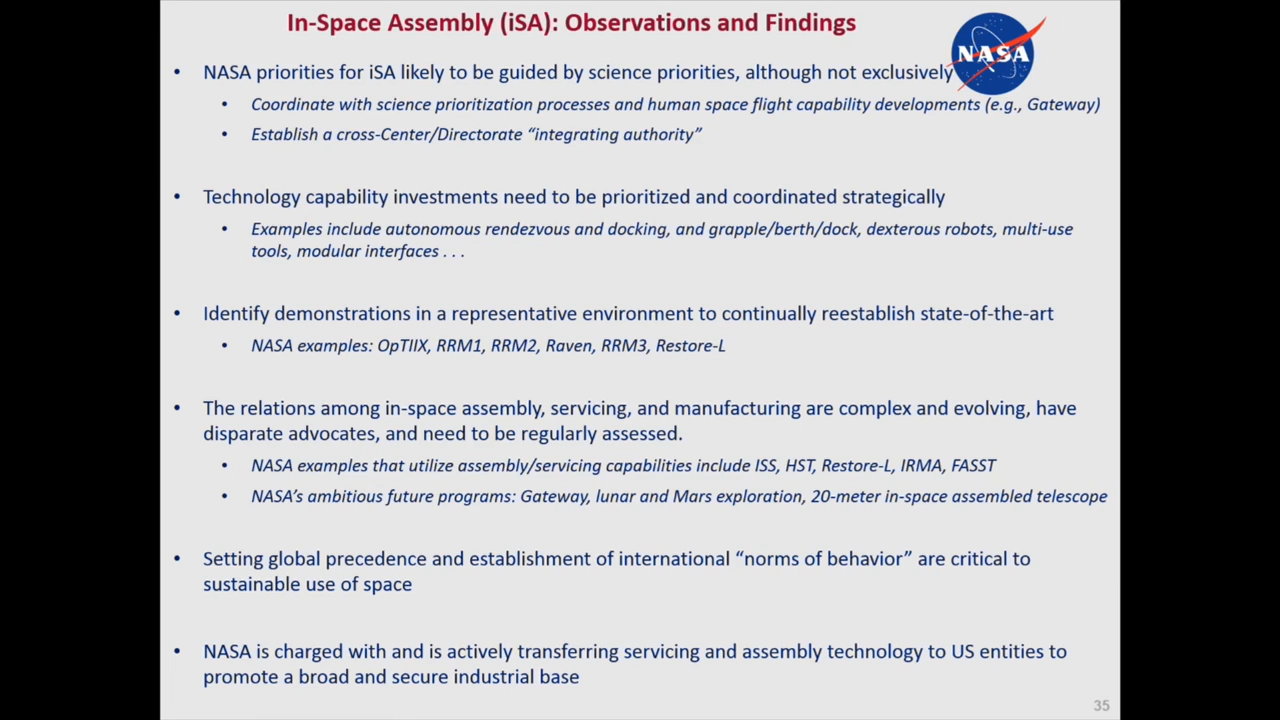 In-Space Assembly (iSA): Observations and Findings
NASA
• NASA priorities for iSA likely to be guided by science priorities, although not exclusively
• Coordinate with science prioritization processes and human space flight capability developments (e.g., Gateway)
• Establish a cross-Center/Directorate “integrating authority”
• Technology capability investments need to be prioritized and coordinated strategically
• Examples include autonomous rendezvous and docking, and grapple/berth/dock, dexterous robots, multi-use
tools, modular interfaces . . .
• Identify demonstrations in a representative environment to continually reestablish state-of-the-art
• NASA examples: OpTIIX, RRM1, RRM2, Raven, RRM3, Restore-L
• The relations among in-space assembly, servicing, and manufacturing are complex and evolving, have
disparate advocates, and need to be regularly assessed.
• NASA examples that utilize assembly/servicing capabilities include ISS, HST, Restore-L, IRMA, FASST
• NASA’s ambitious future programs: Gateway, lunar and Mars exploration, 20-meter in-space assembled telescope
• Setting global precedence and establishment of international “norms of behavior” are critical to
sustainable use of space
• NASA is charged with and is actively transferring servicing and assembly technology to US entities to
promote a broad and secure industrial base
35